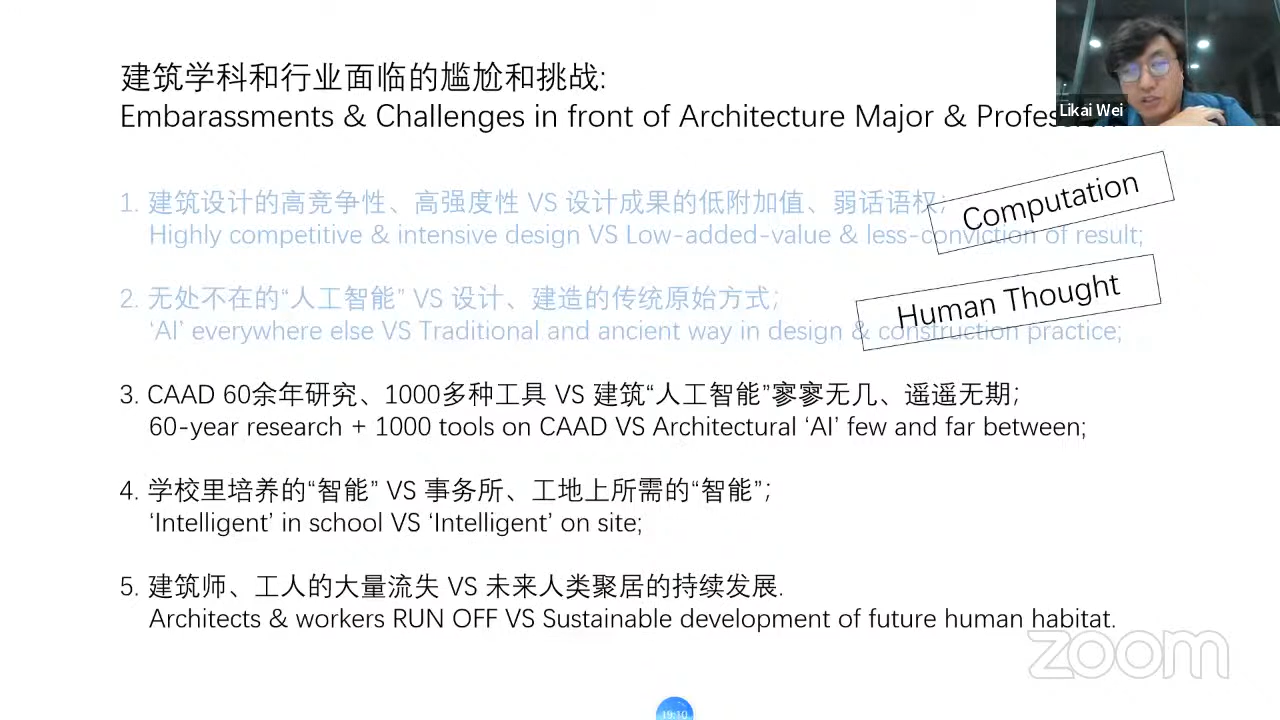 建筑学科和行业面临的尴尬和挑战:
Embarassments & Challenges in front of Architecture Major &
Likai Wei
1. 建筑设计的高竞争性、高强度性 VS 设计成果的低附加值、弱话语权;
Highly competitive & intensive design VS Low-added-value & less-conviction of result;
Computation
2. 无处不在的“人工智能” VS 设计、建造的传统原始方式;
‘AI’ everywhere else VS Traditional and ancient way in design & construction practice;
Human Thought
3. CAAD 60余年研究、1000多种工具 VS 建筑“人工智能”寥寥无几、遥遥无期;
60-year research + 1000 tools on CAAD VS Architectural ‘AI’ few and far between;
4. 学校里培养的“智能” VS 事务所、工地上所需的“智能”;
‘Intelligent’ in school VS ‘Intelligent’ on site;
5. 建筑师、工人的大量流失 VS 未来人类聚居的持续发展.
Architects & workers RUN OFF VS Sustainable development of future human habitat.
zoom
19:10